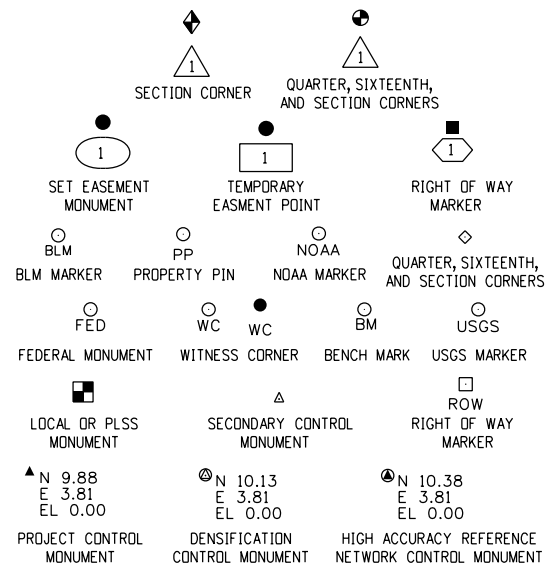 1
1
SECTION CORNER
QUARTER, SIXTEENTH,
AND SECTION CORNERS
1
1
1
SET EASEMENT
MONUMENT
TEMPORARY
EASMENT POINT
RIGHT OF WAY
MARKER
BLM
PP
NOAA
BLM MARKER
PROPERTY PIN
NOAA MARKER
QUARTER, SIXTEENTH,
AND SECTION CORNERS
FED
WC
WC
BM
USGS
FEDERAL MONUMENT
WITNESS CORNER
BENCH MARK
USGS MARKER
ROW
LOCAL OR PLSS
MONUMENT
SECONDARY CONTROL
MONUMENT
RIGHT OF WAY
MARKER
N 9.88
E 3.81
EL 0.00
N 10.13
E 3.81
EL 0.00
N 10.38
E 3.81
EL 0.00
PROJECT CONTROL
MONUMENT
DENSIFICATION
CONTROL MONUMENT
HIGH ACCURACY REFERENCE
NETWORK CONTROL MONUMENT